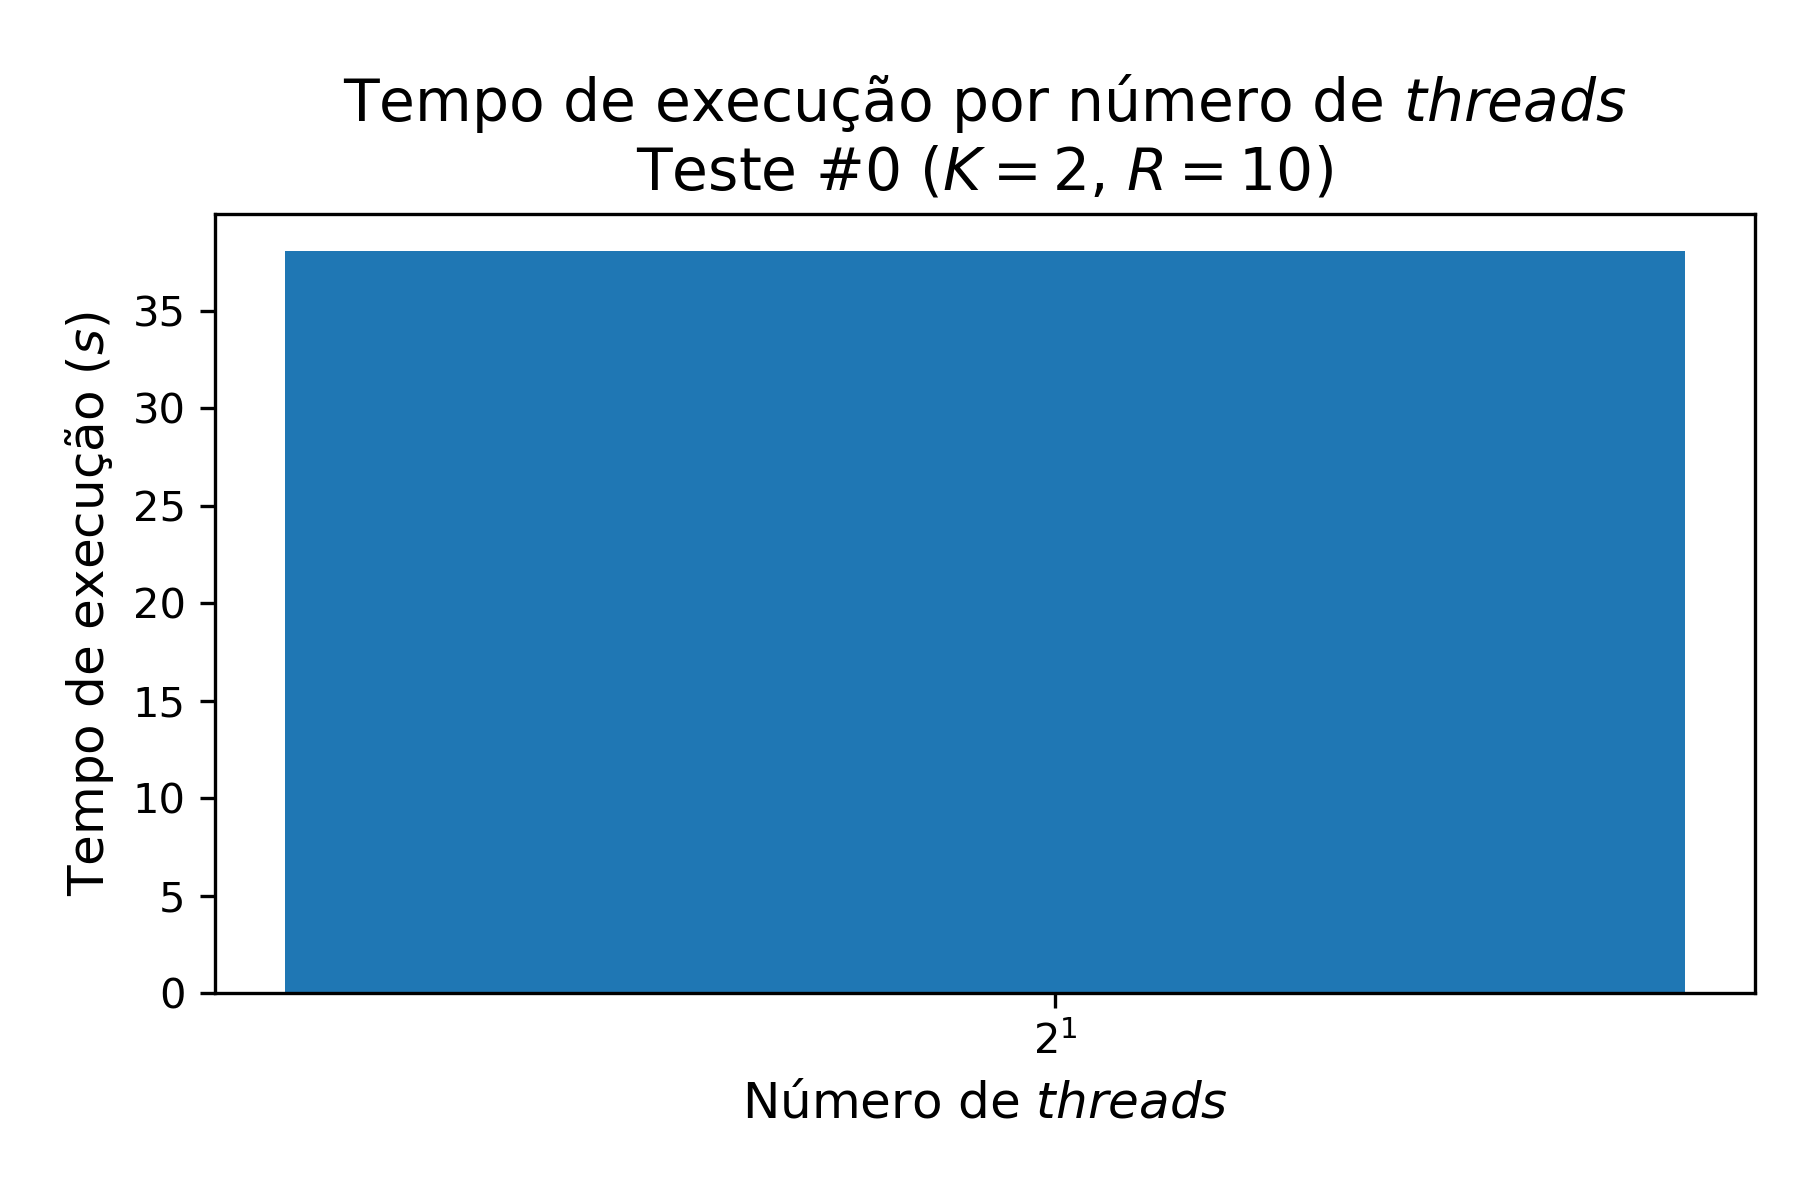 Tempo de execução por número de threads
Teste #0 (K = 2, R = 10)
Tempo de execução (s)
35
30
25
20
15
10
5
0
2¹
Número de threads